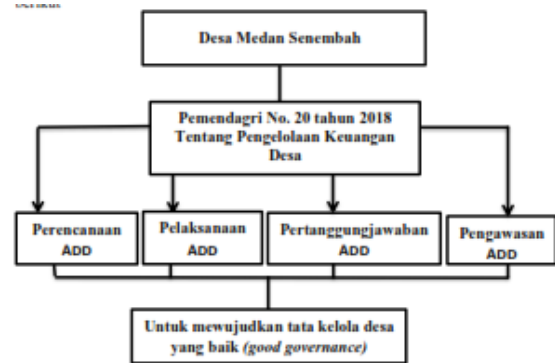 Desa Medan Senembah
Pemendagri No. 20 tahun 2018
Tentang Pengelolaan Keuangan
Desa
Perencanaan
ADD
Pelaksanaan
ADD
Pertanggungjawaban
ADD
Pengawasan
ADD
Untuk mewujudkan tata kelola desa
yang baik (good governance)